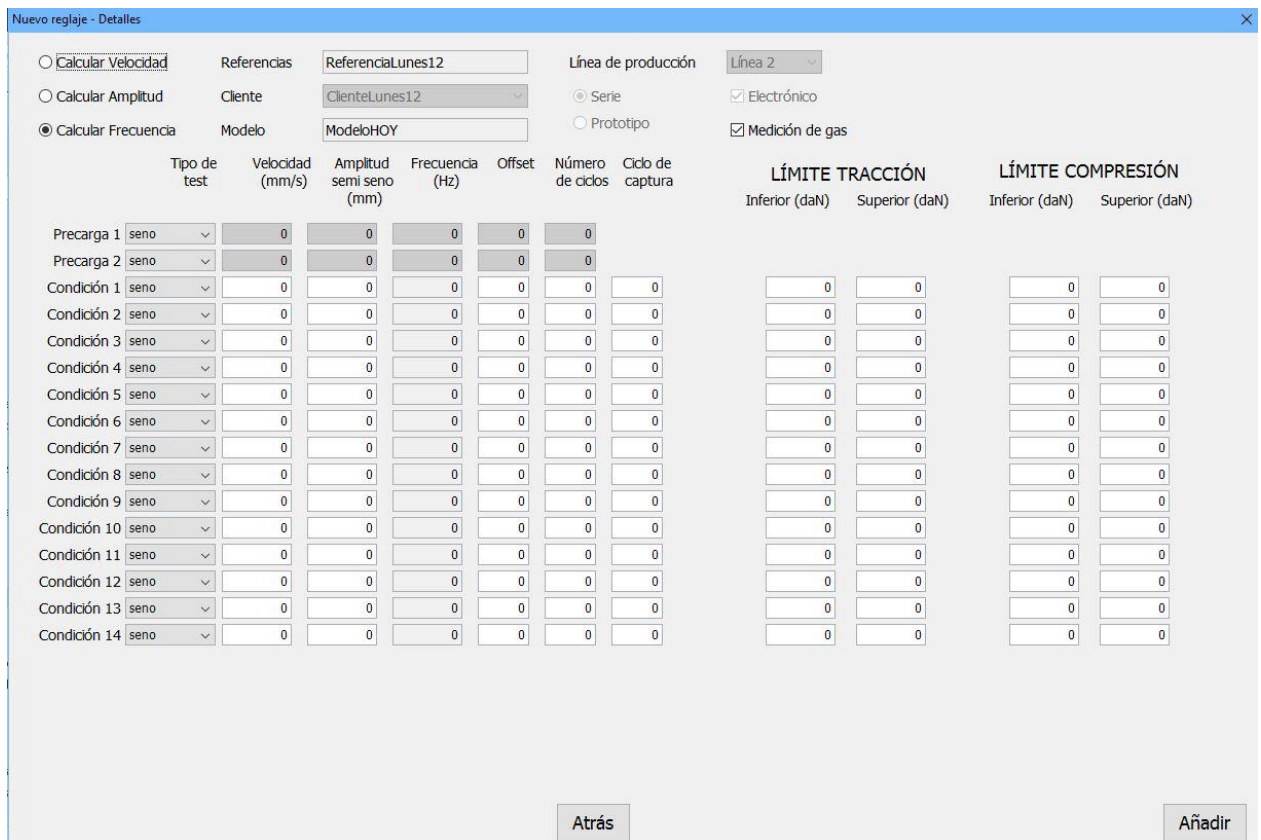 Nuevo reglaje - Detalles
Calcular Velocidad Referencias ReferenciaLunes12 Línea de producción Línea 2
Calcular Amplitud Cliente ClienteLunes12 Serie Electrónico
Calcular Frecuencia Modelo ModeloHOY Prototipo Medición de gas
Tipo de test Velocidad (mm/s) Amplitud semi seno (mm) Frecuencia (Hz) Offset Número de ciclos Ciclo de captura LÍMITE TRACCIÓN LÍMITE COMPRESIÓN
Inferior (daN) Superior (daN) Inferior (daN) Superior (daN)
Precarga 1 seno 0 0 0 0 0
Precarga 2 seno 0 0 0 0 0
Condición 1 seno 0 0 0 0 0 0 0 0 0 0
Condición 2 seno 0 0 0 0 0 0 0 0 0 0
Condición 3 seno 0 0 0 0 0 0 0 0 0 0
Condición 4 seno 0 0 0 0 0 0 0 0 0 0
Condición 5 seno 0 0 0 0 0 0 0 0 0 0
Condición 6 seno 0 0 0 0 0 0 0 0 0 0
Condición 7 seno 0 0 0 0 0 0 0 0 0 0
Condición 8 seno 0 0 0 0 0 0 0 0 0 0
Condición 9 seno 0 0 0 0 0 0 0 0 0 0
Condición 10 seno 0 0 0 0 0 0 0 0 0 0
Condición 11 seno 0 0 0 0 0 0 0 0 0 0
Condición 12 seno 0 0 0 0 0 0 0 0 0 0
Condición 13 seno 0 0 0 0 0 0 0 0 0 0
Condición 14 seno 0 0 0 0 0 0 0 0 0 0
Atrás Añadir